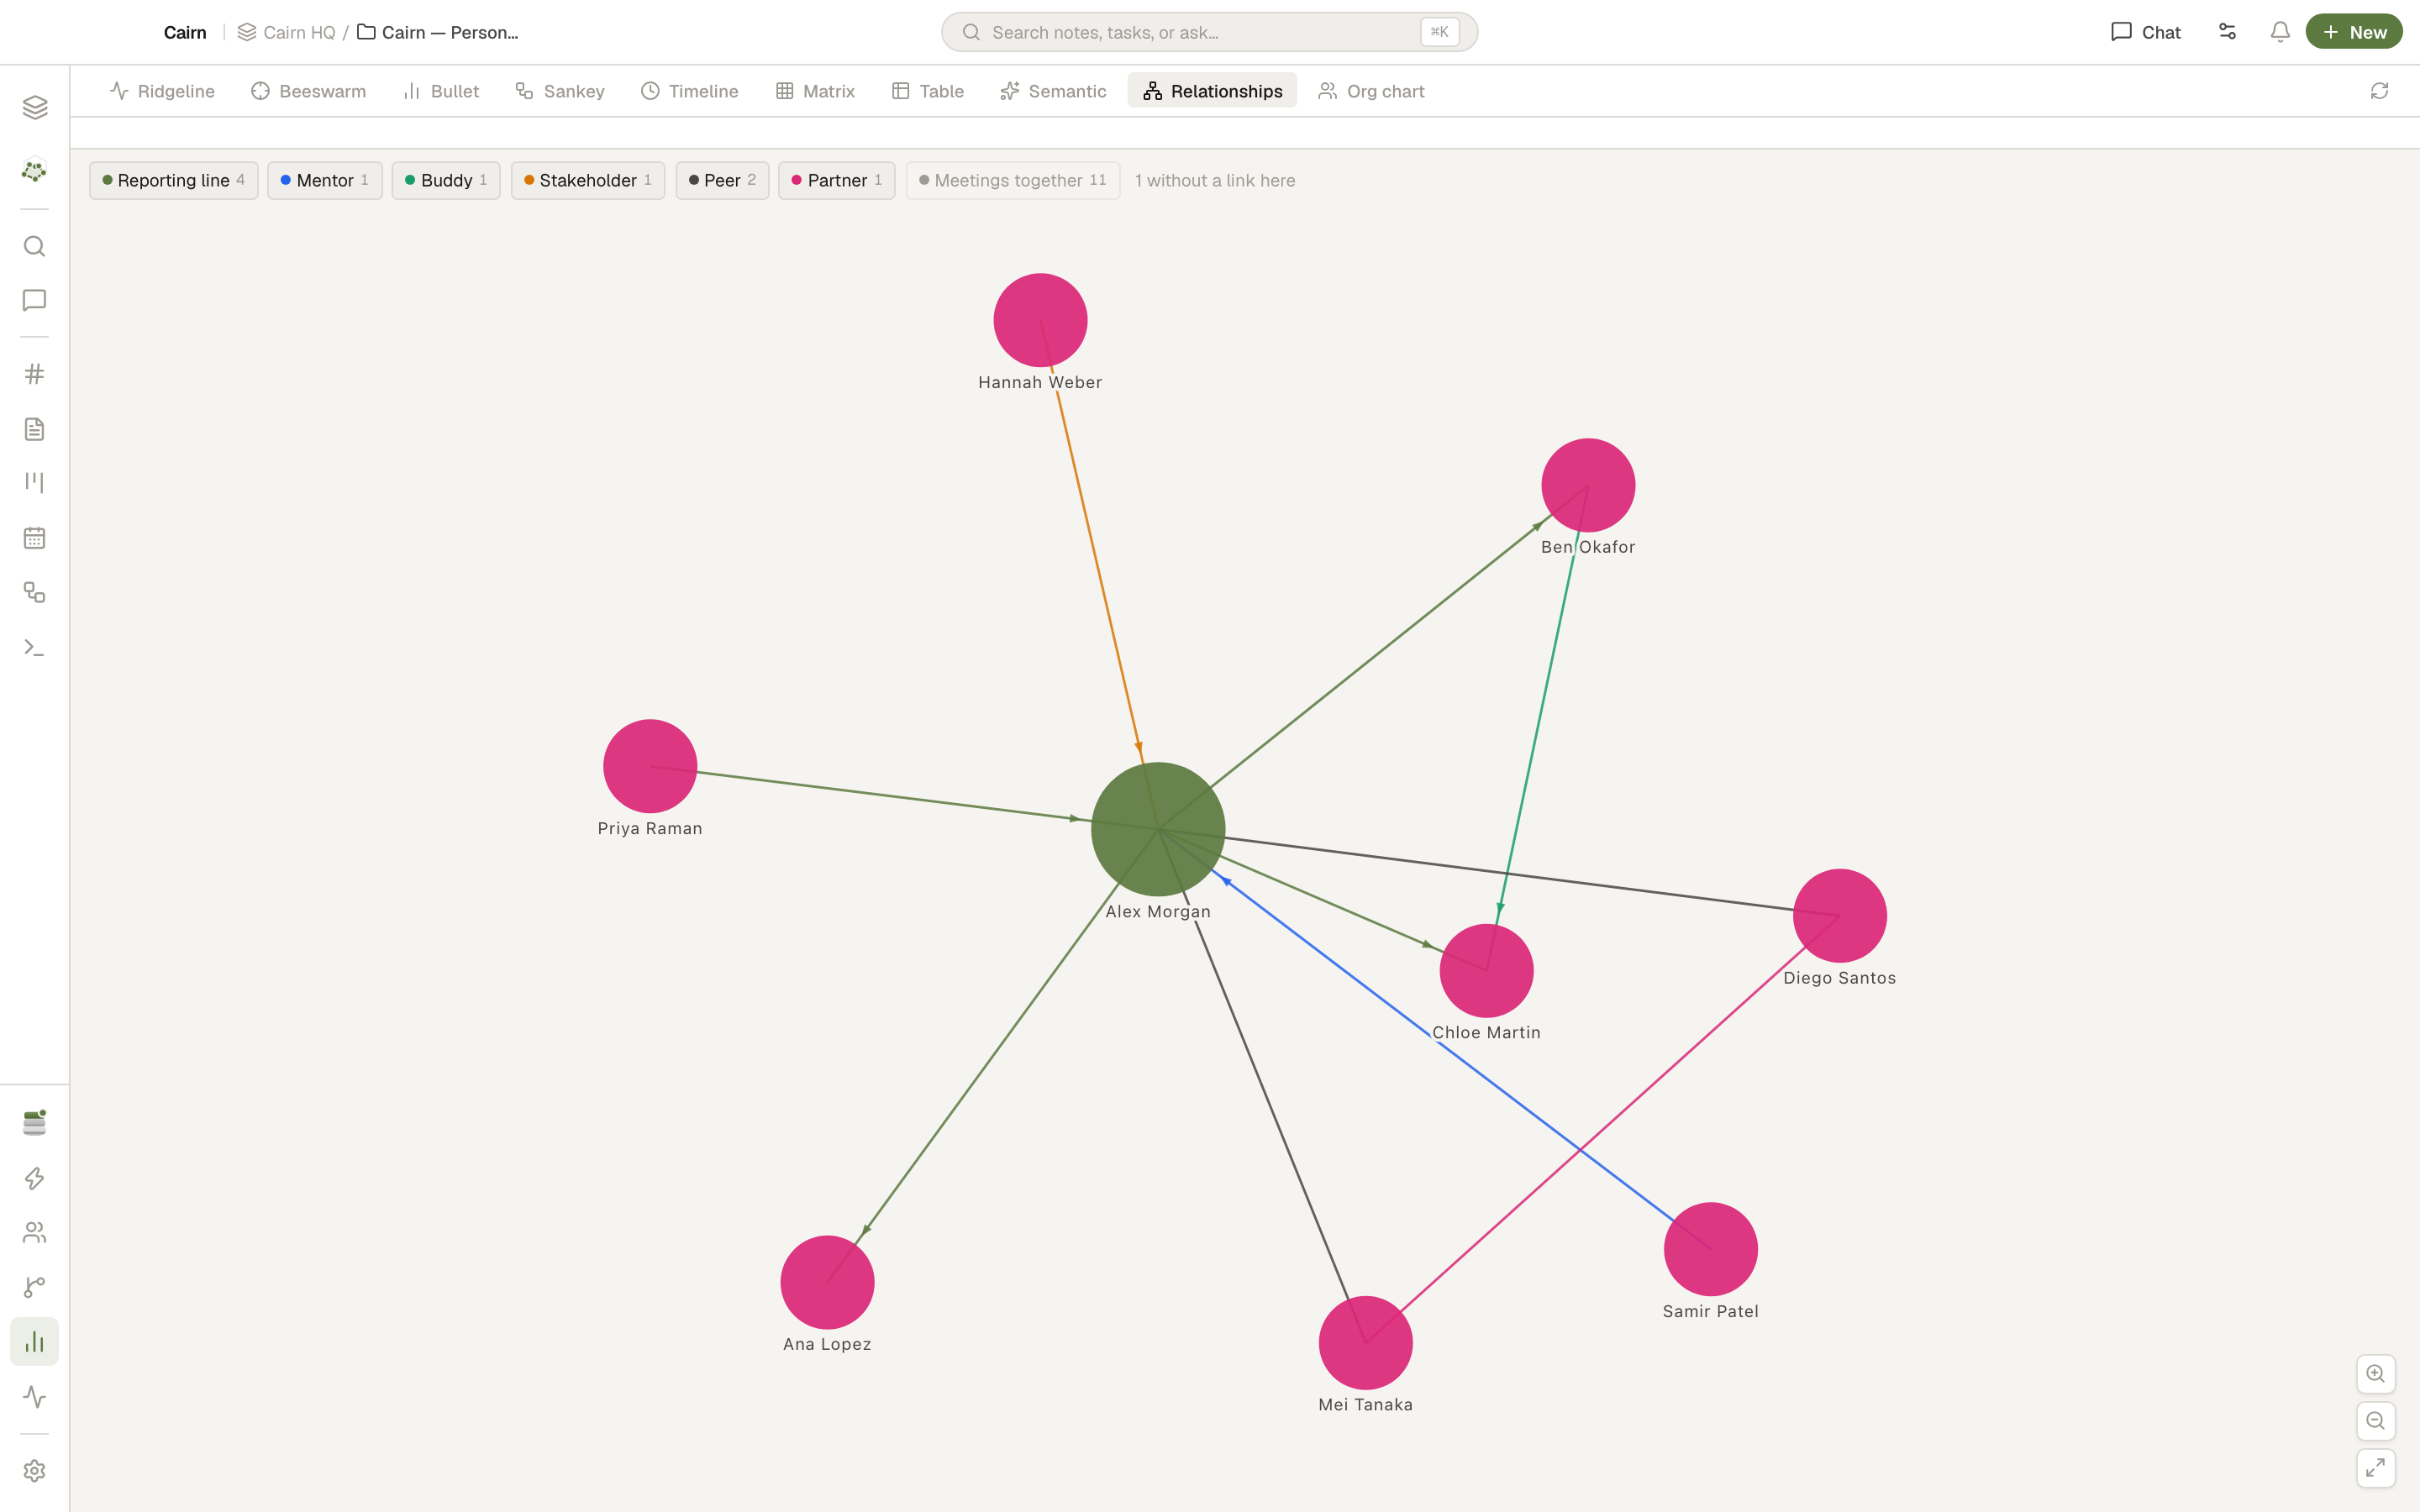 Cairn
Cairn HQ / Cairn — Person...
Search notes, tasks, or ask...
⌘K
Chat
New
Ridgeline
Beeswarm
Bullet
Sankey
Timeline
Matrix
Table
Semantic
Relationships
Org chart
Reporting line 4
Mentor 1
Buddy 1
Stakeholder 1
Peer 2
Partner 1
Meetings together 11
1 without a link here
Hannah Weber
Ben Okafor
Priya Raman
Alex Morgan
Diego Santos
Chloe Martin
Samir Patel
Ana Lopez
Mei Tanaka